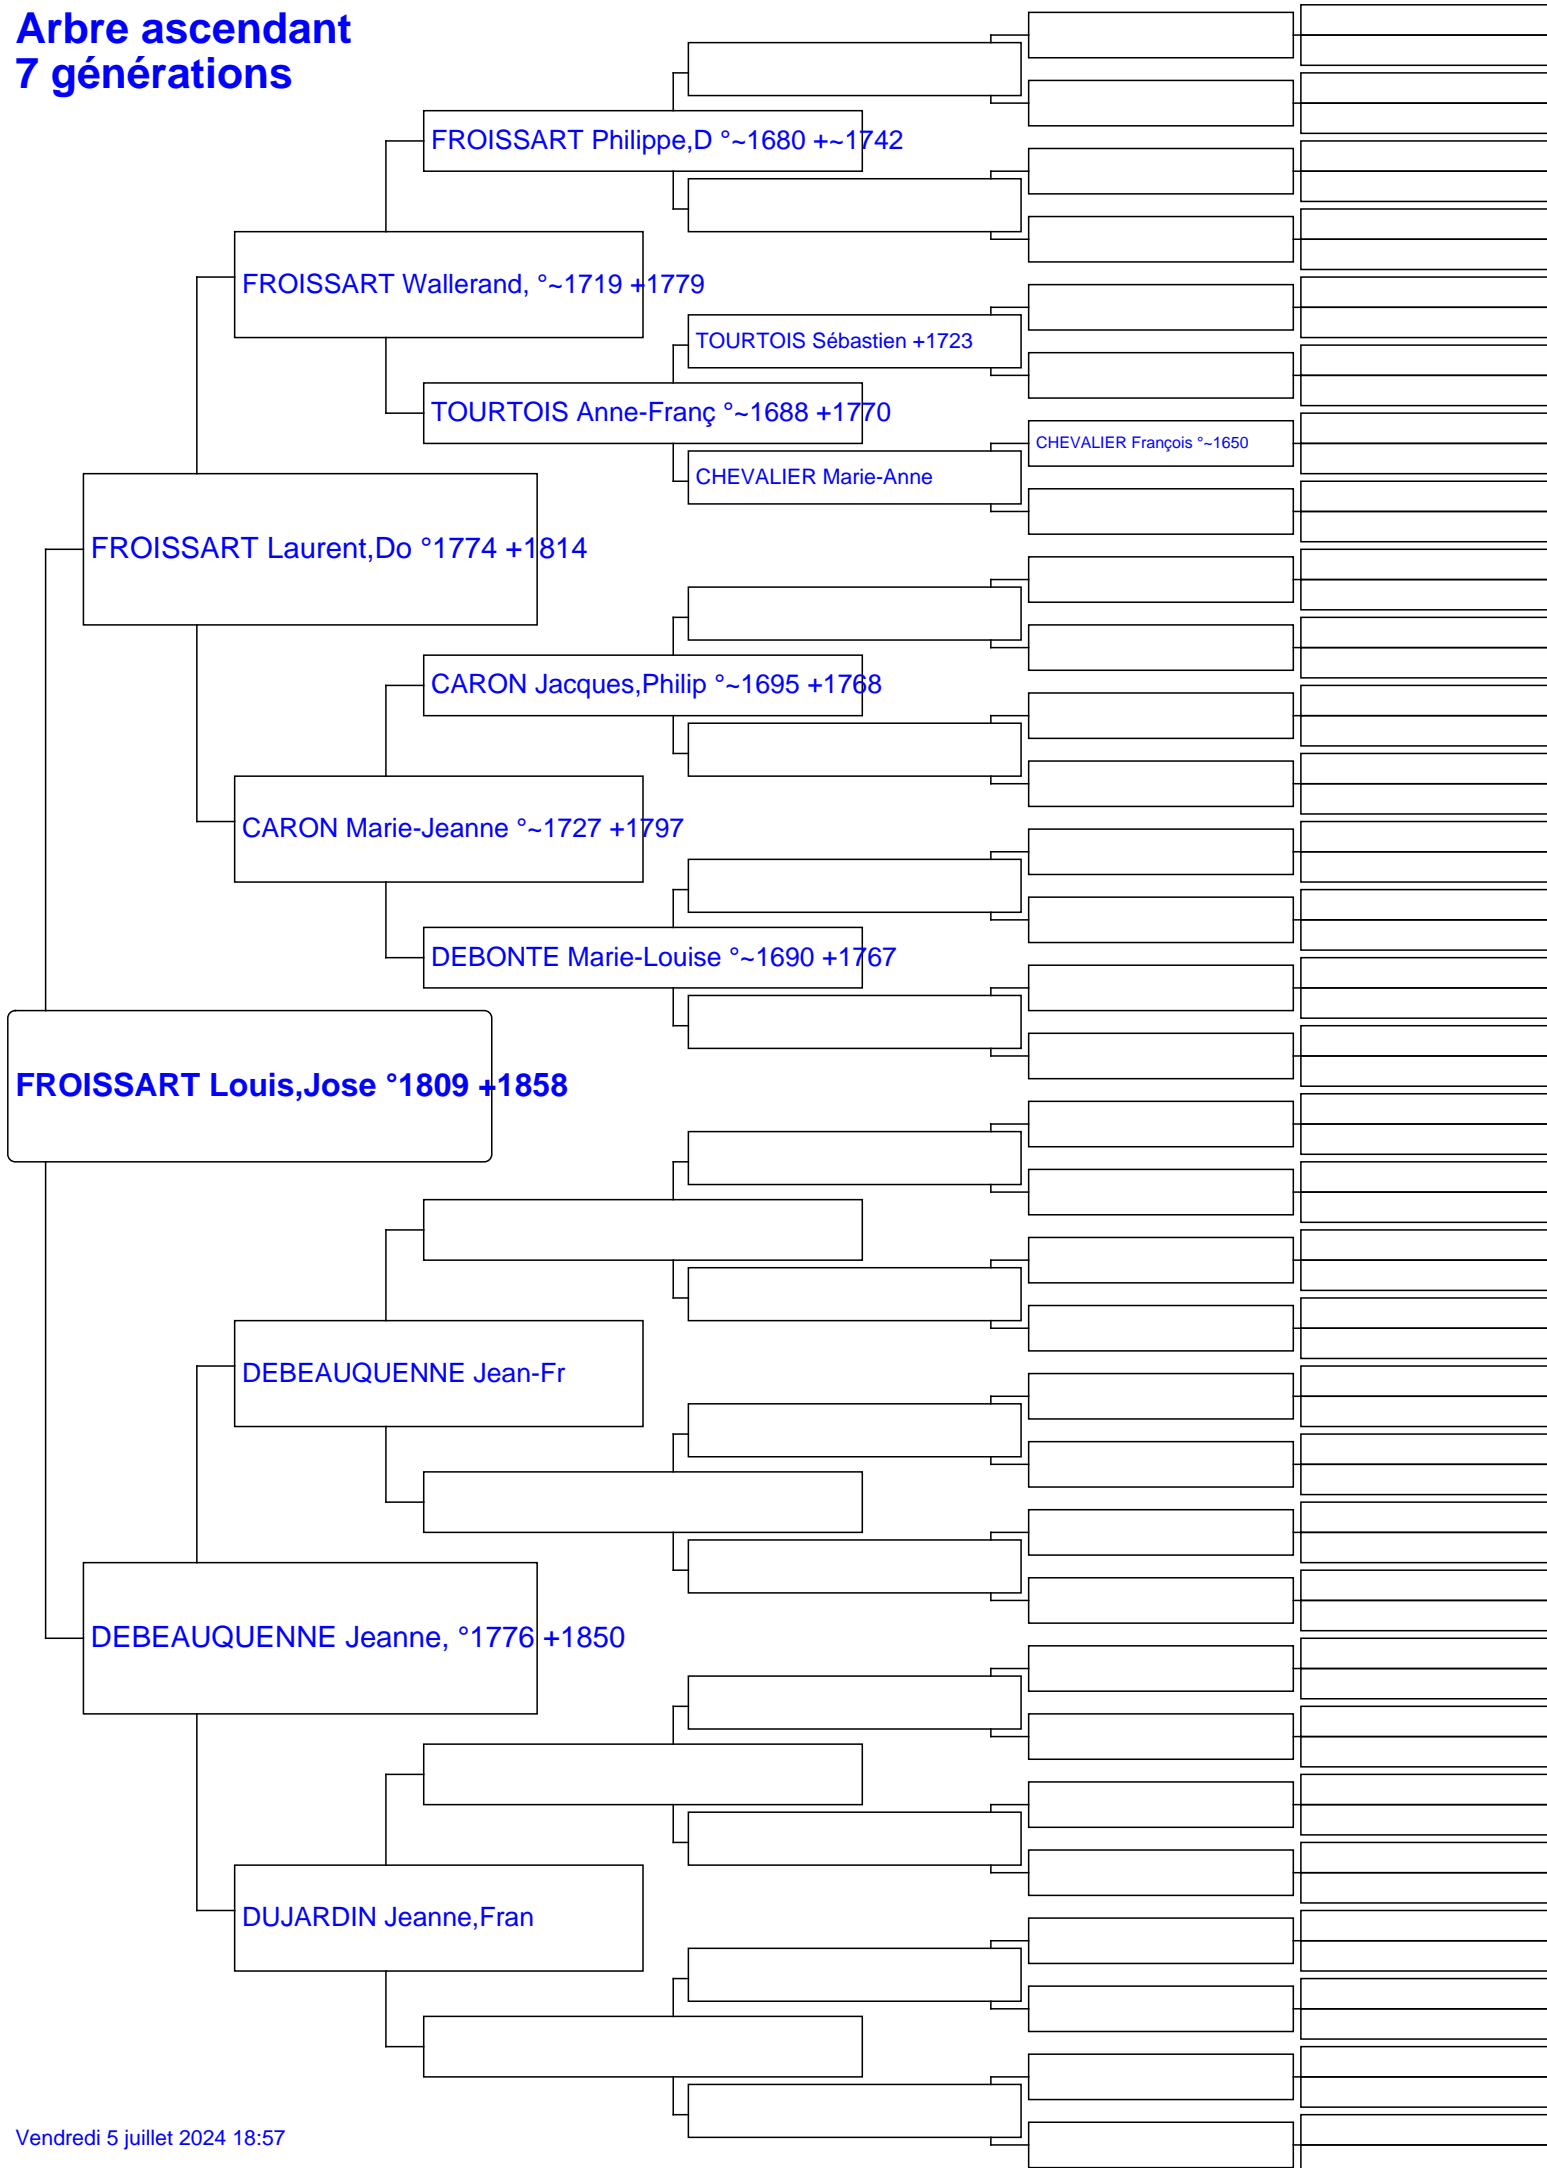 Arbre ascendant
7 générations
FROISSART Philippe,D °~1680 +~1742
FROISSART Wallerand, °~1719 +1779
TOURTOIS Sébastien +1723
TOURTOIS Anne-Franç °~1688 +1770
CHEVALIER François °~1650
CHEVALIER Marie-Anne
FROISSART Laurent,Do °1774 +1814
CARON Jacques,Philip °~1695 +1768
CARON Marie-Jeanne °~1727 +1797
DEBONTE Marie-Louise °~1690 +1767
FROISSART Louis,Jose °1809 +1858
DEBEAUQUENNE Jean-Fr
DEBEAUQUENNE Jeanne, °1776 +1850
DUJARDIN Jeanne,Fran
Vendredi 5 juillet 2024 18:57